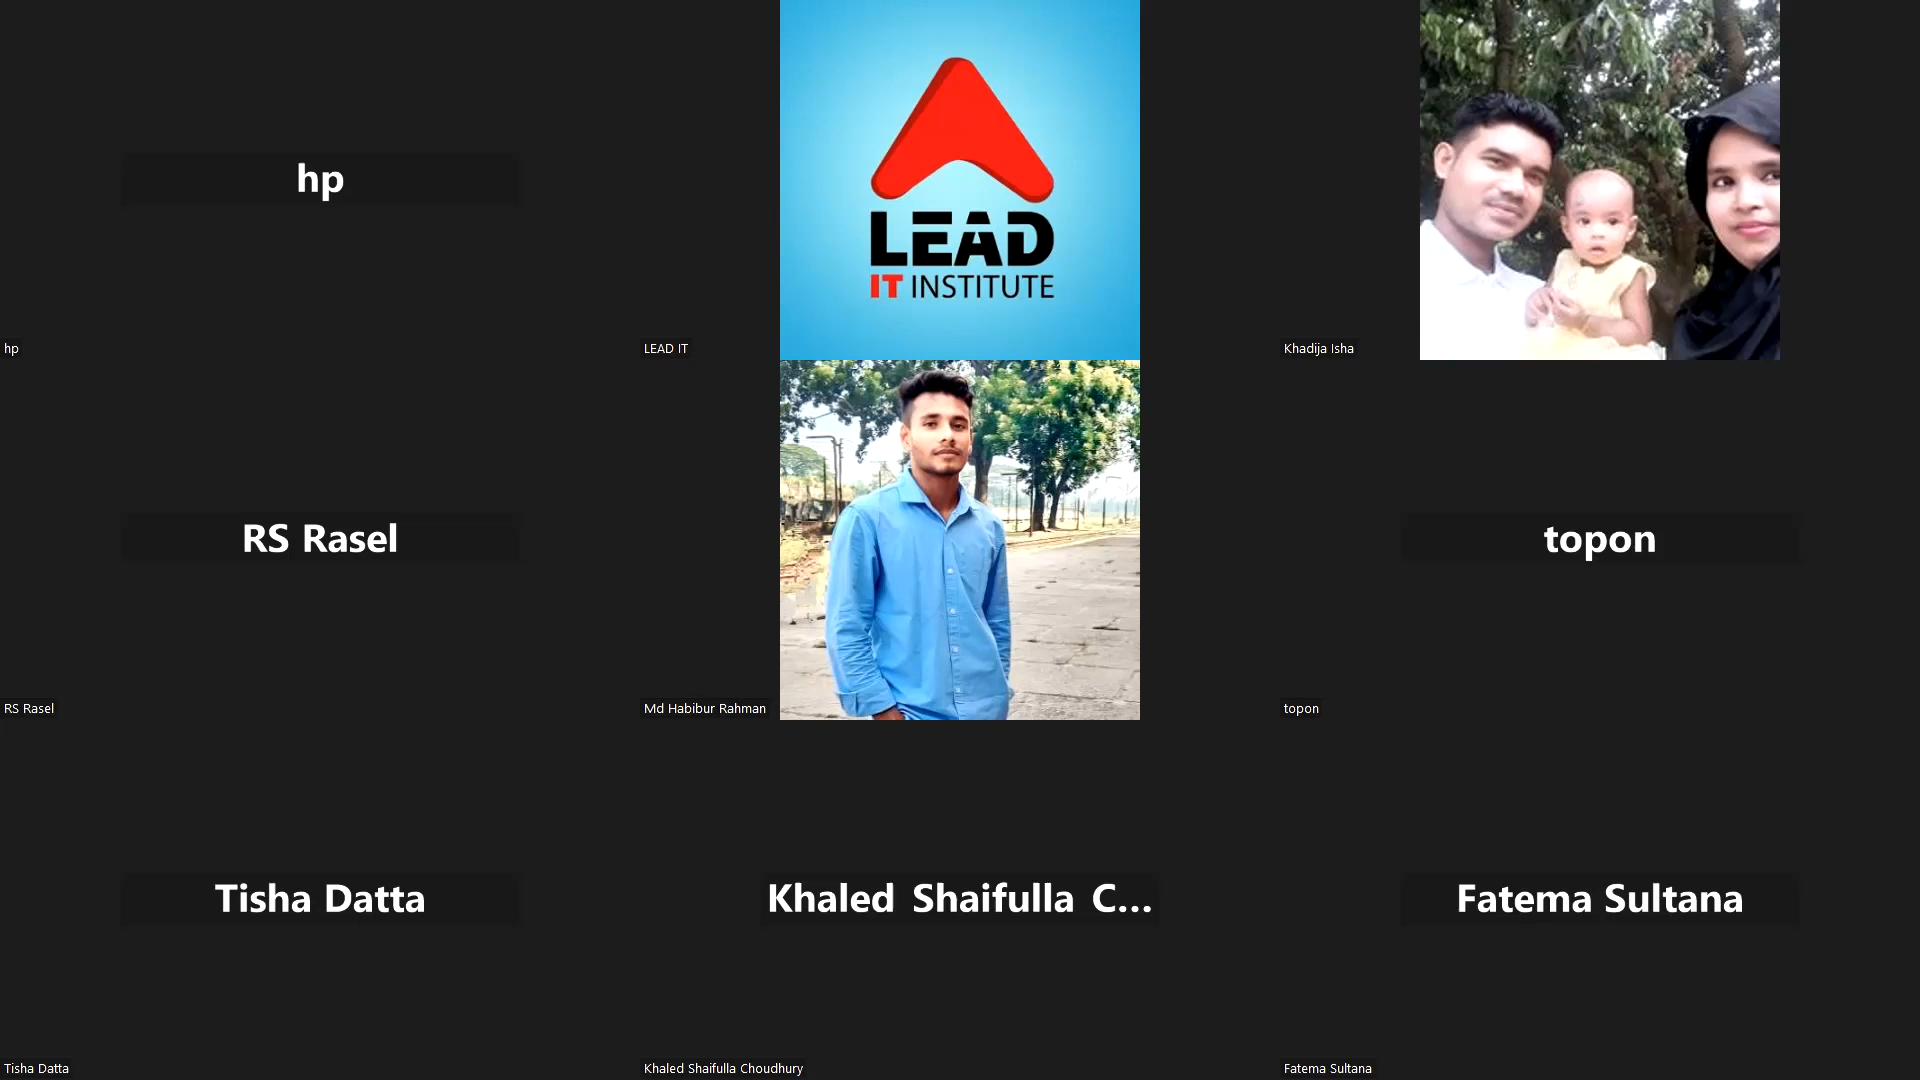 hp
hp
LEAD
IT INSTITUTE
LEAD IT
Khadija Isha
RS Rasel
RS Rasel
Md Habibur Rahman
topon
topon
Tisha Datta
Tisha Datta
Khaled Shaifulla C...
Khaled Shaifulla Choudhury
Fatema Sultana
Fatema Sultana